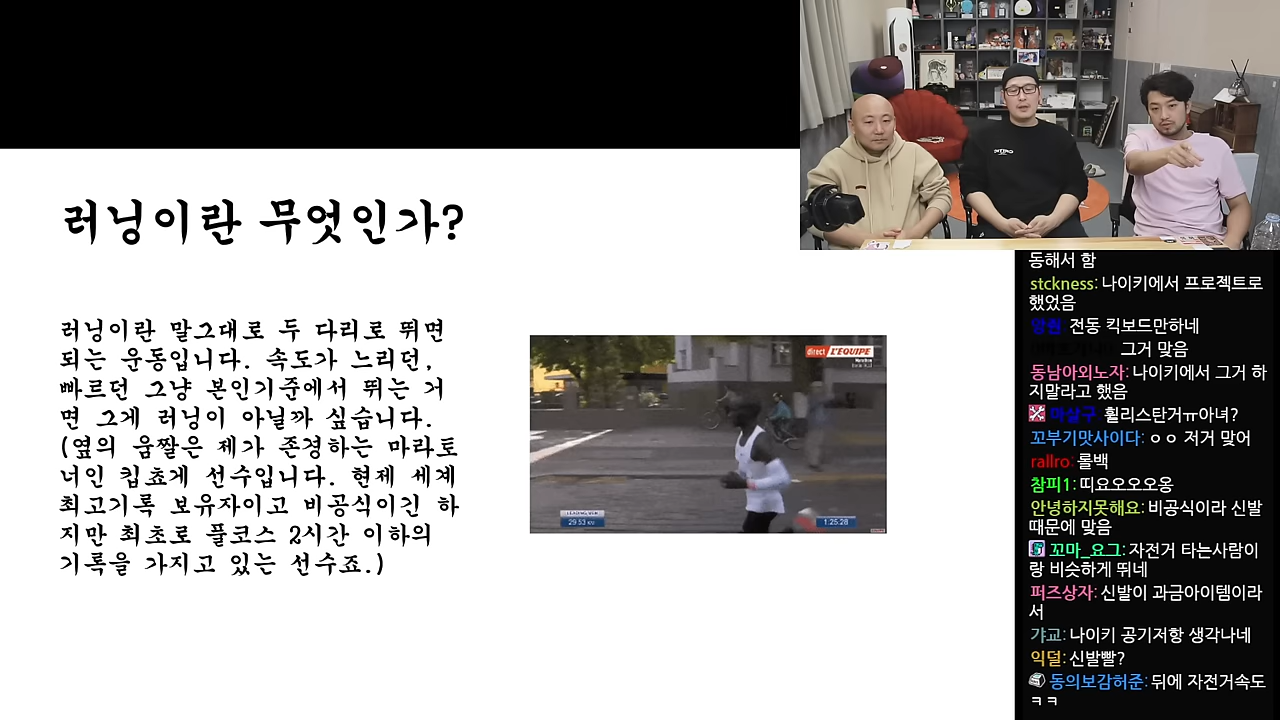 러닝이란 무엇인가?
러닝이란 말그대로 두 다리로 뛰면
되는 운동입니다. 속도가 느리던,
빠르던 그냥 본인기준에서 뛰는 거
면 그게 러닝이 아닐까 싶습니다.
(옆의 움짤은 제가 존경하는 마라토
너인 킵쵸게 선수입니다. 현제 세계
최고기록 보유자이고 비공식이긴 하
지만 최초로 풀코스 2시간 이하의
기록을 가지고 있는 선수죠.)
direct L'ÉQUIPE
29.53
1:25:28
동해서 함
stckness: 나이키에서 프로젝트로
했었음
전동 킥보드만하네
그거 맞음
동남아외노자: 나이키에서 그거 하
지말라고 했음
마살구 휠리스탄거ㅠ아녀?
꼬부기맛사이다: ㅇㅇ 저거 맞어
rallro: 롤백
참피1: 띠요오오오옹
안녕하지못해요: 비공식이라 신발
때문에 맞음
꼬마_요그: 자전거 타는사람이
랑 비슷하게 뛰네
퍼즈상자: 신발이 과금아이템이라
서
갸교: 나이키 공기저항 생각나네
익덜: 신발빨?
동의보감허준: 뒤에 자전거속도
ㅋㅋ